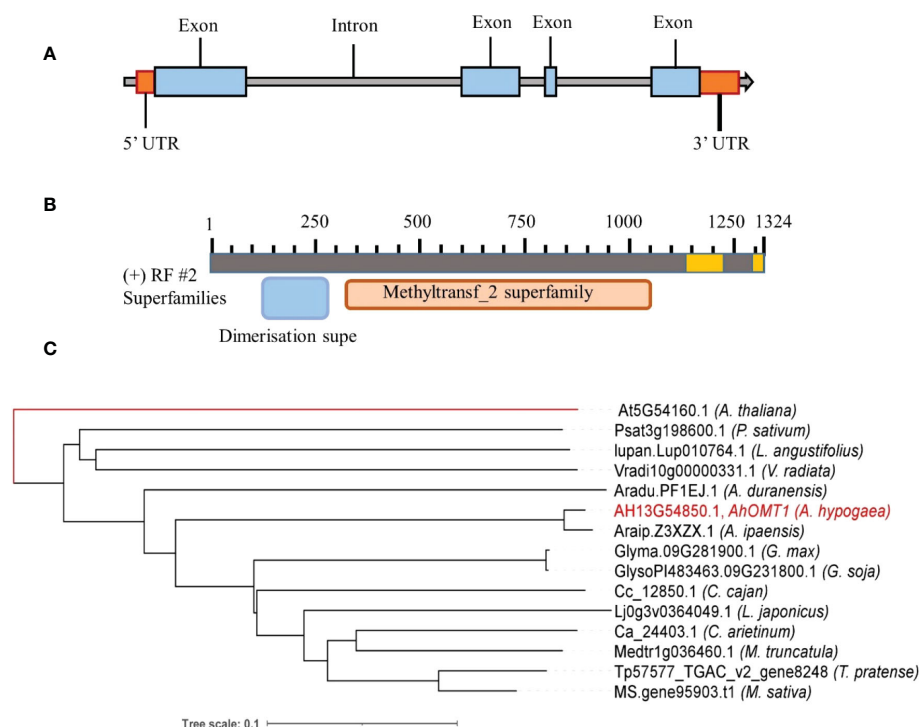 A
Exon
Intron
Exon
Exon
Exon
5’ UTR
3’ UTR
B
1
250
500
750
1000
1250
1324
(+) RF #2
Superfamilies
Methyltransf_2 superfamily
Dimerisation supe
C
At5G54160.1 (A. thaliana)
Psat3g198600.1 (P. sativum)
lupan.Lup010764.1 (L. angustifolius)
Vradi10g00000331.1 (V. radiata)
Aradu.PF1EJ.1 (A. duranensis)
AH13G54850.1, AhOMT1 (A. hypogaea)
Araip.Z3XZX.1 (A. ipaensis)
Glyma.09G281900.1 (G. max)
GlysoPI483463.09G231800.1 (G. soja)
Cc_12850.1 (C. cajan)
Lj0g3v0364049.1 (L. japonicus)
Ca_24403.1 (C. arietinum)
Medtr1g036460.1 (M. truncatula)
Tp57577_TGAC_v2_gene8248 (T. pratense)
MS.gene95903.t1 (M. sativa)
Tree scale: 0.1